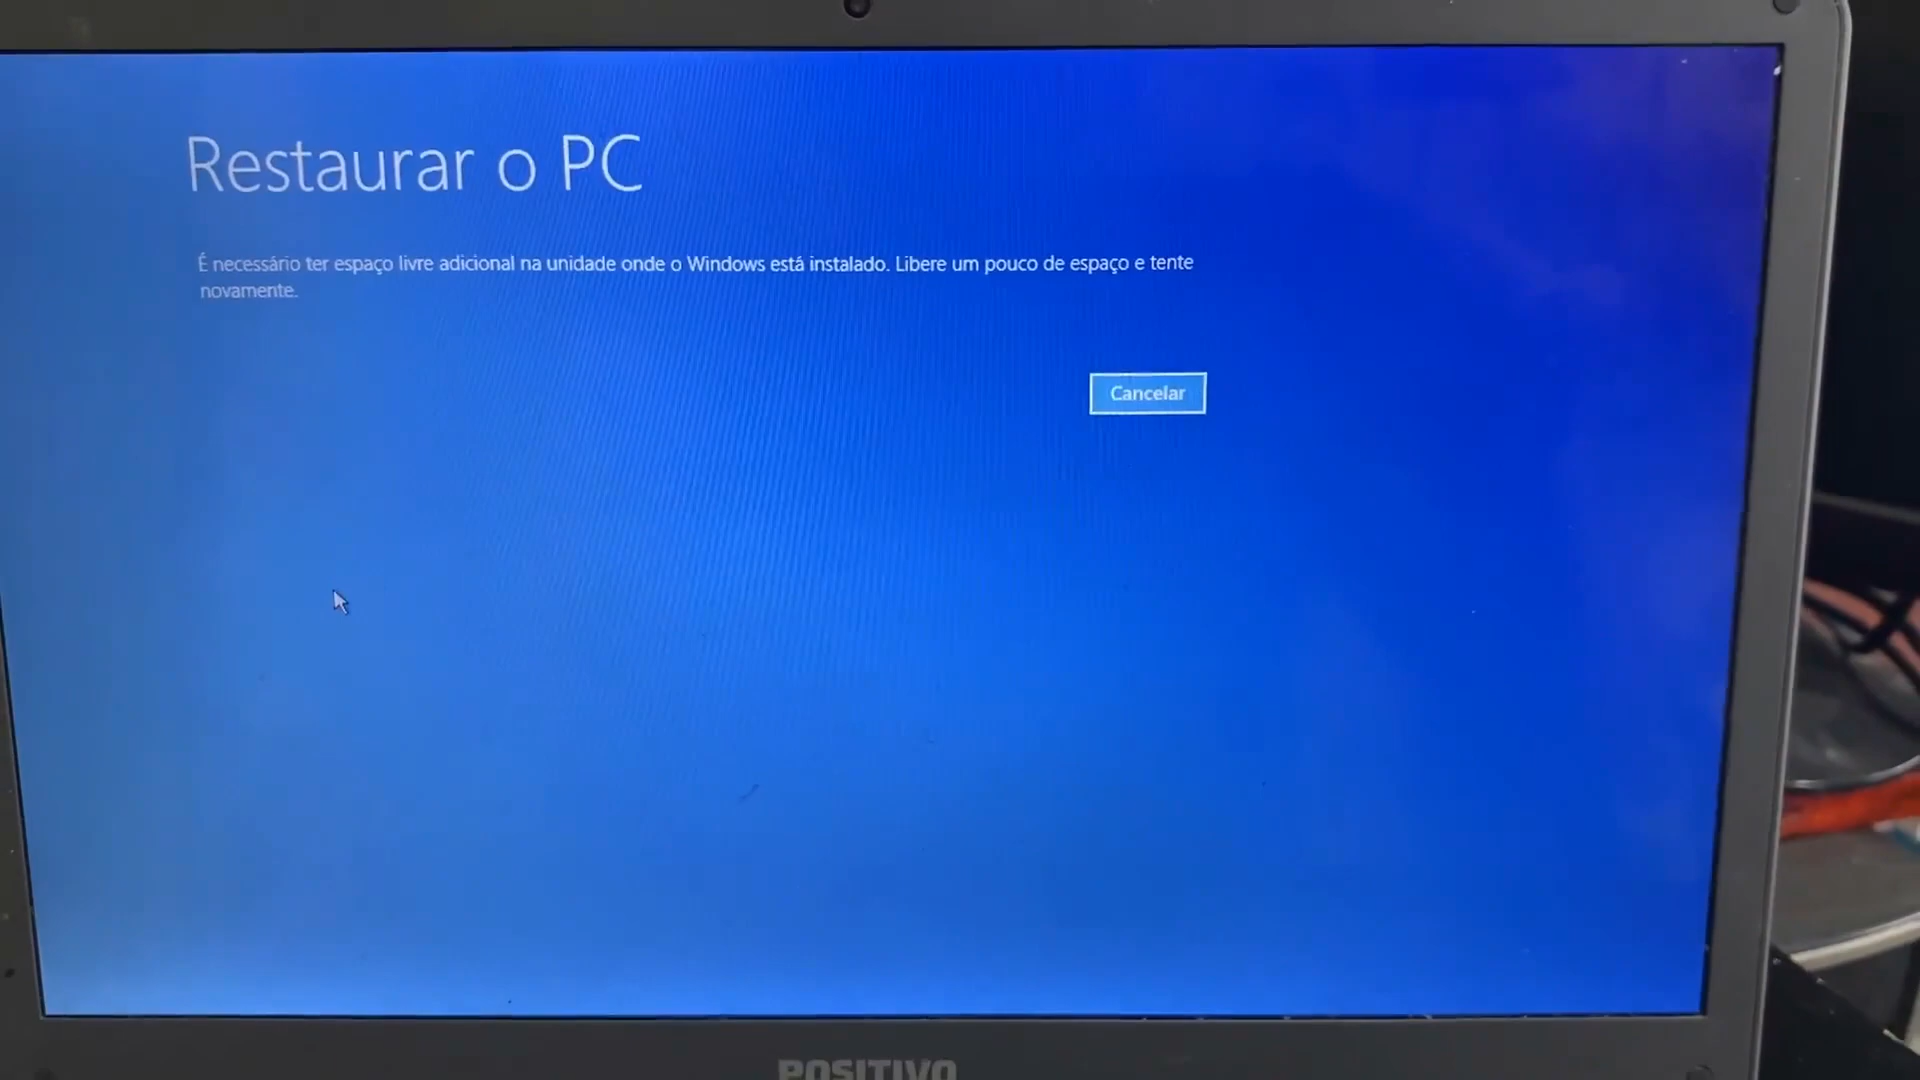 Restaurar o PC
É necessário ter espaço livre adicional na unidade onde o Windows está instalado. Libere um pouco de espaço e tente
novamente.
Cancelar
POSITIVO